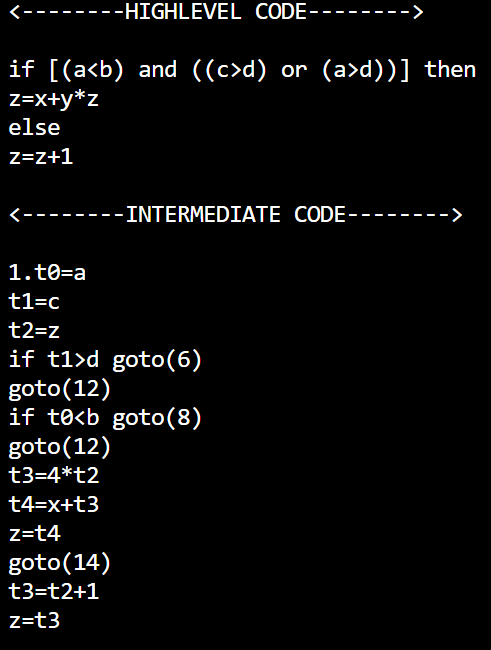 <--------HIGHLEVEL CODE-------->
if [(a<b) and ((c>d) or (a>d))] then
z=x+y*z
else
z=z+1
<--------INTERMEDIATE CODE-------->
1.t0=a
t1=c
t2=z
if t1>d goto(6)
goto(12)
if t0<b goto(8)
goto(12)
t3=4*t2
t4=x+t3
z=t4
goto(14)
t3=t2+1
z=t3